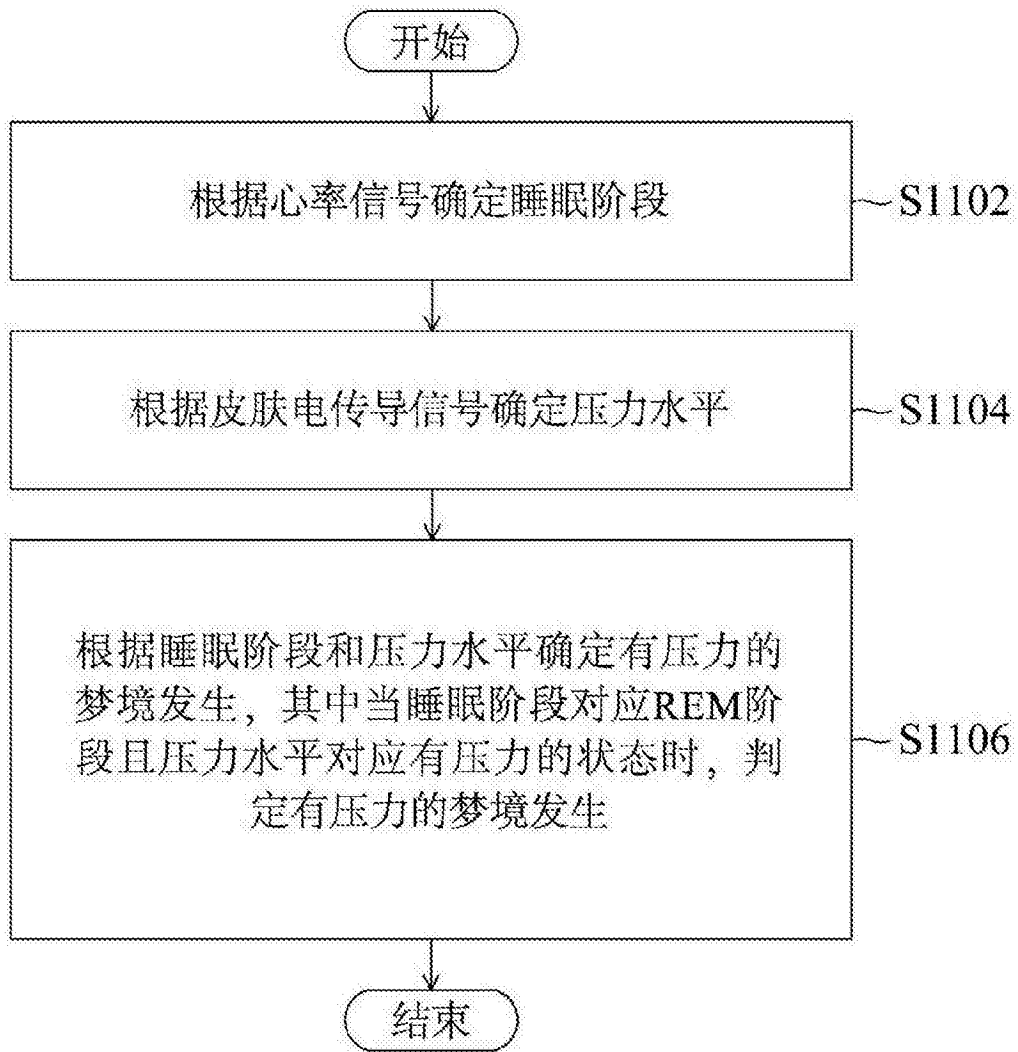 开始
根据心率信号确定睡眠阶段
S1102
根据皮肤电传导信号确定压力水平
S1104
根据睡眠阶段和压力水平确定有压力的
梦境发生，其中当睡眠阶段对应REM阶
段且压力水平对应有压力的状态时，判
定有压力的梦境发生
S1106
结束